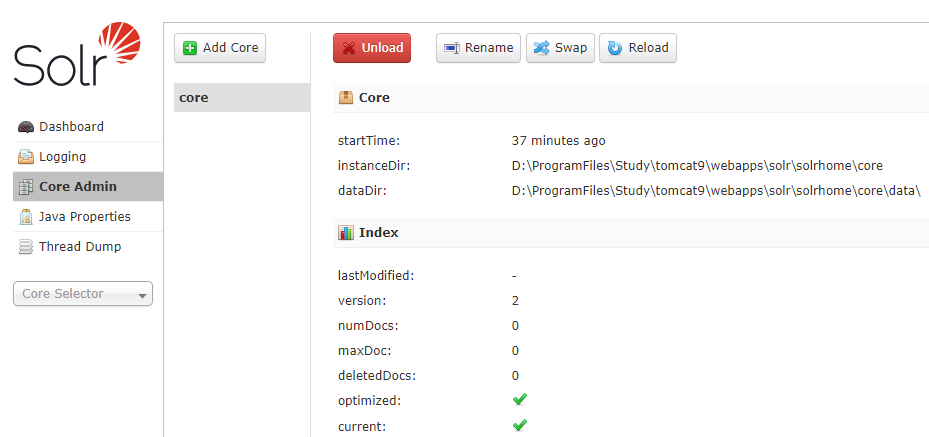 Solr
Dashboard
Logging
Core Admin
Java Properties
Thread Dump
Core Selector
Add Core
core
Unload
Rename
Swap
Reload
Core
startTime: 37 minutes ago
instanceDir: D:\ProgramFiles\Study\tomcat9\webapps\solr\solrhome\core
dataDir: D:\ProgramFiles\Study\tomcat9\webapps\solr\solrhome\core\data\
Index
lastModified: -
version: 2
numDocs: 0
maxDoc: 0
deletedDocs: 0
optimized:
current: